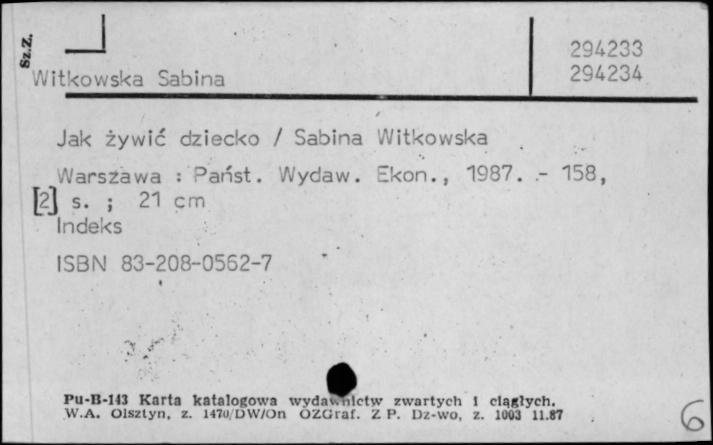 Sz.Z.
294233
294234
Witkowska Sabina
Jak żywić dziecko / Sabina Witkowska
Warszawa : Państ. Wydaw. Ekon., 1987. - 158,
[2] s. ; 21 cm
Indeks
ISBN 83-208-0562-7
Pu-B-143 Karta katalogowa wydawnictw zwartych i ciągłych.
W.A. Olsztyn, z. 1470/DW/On OZGraf. Z P. Dz-wo, z. 1003 11.87
6